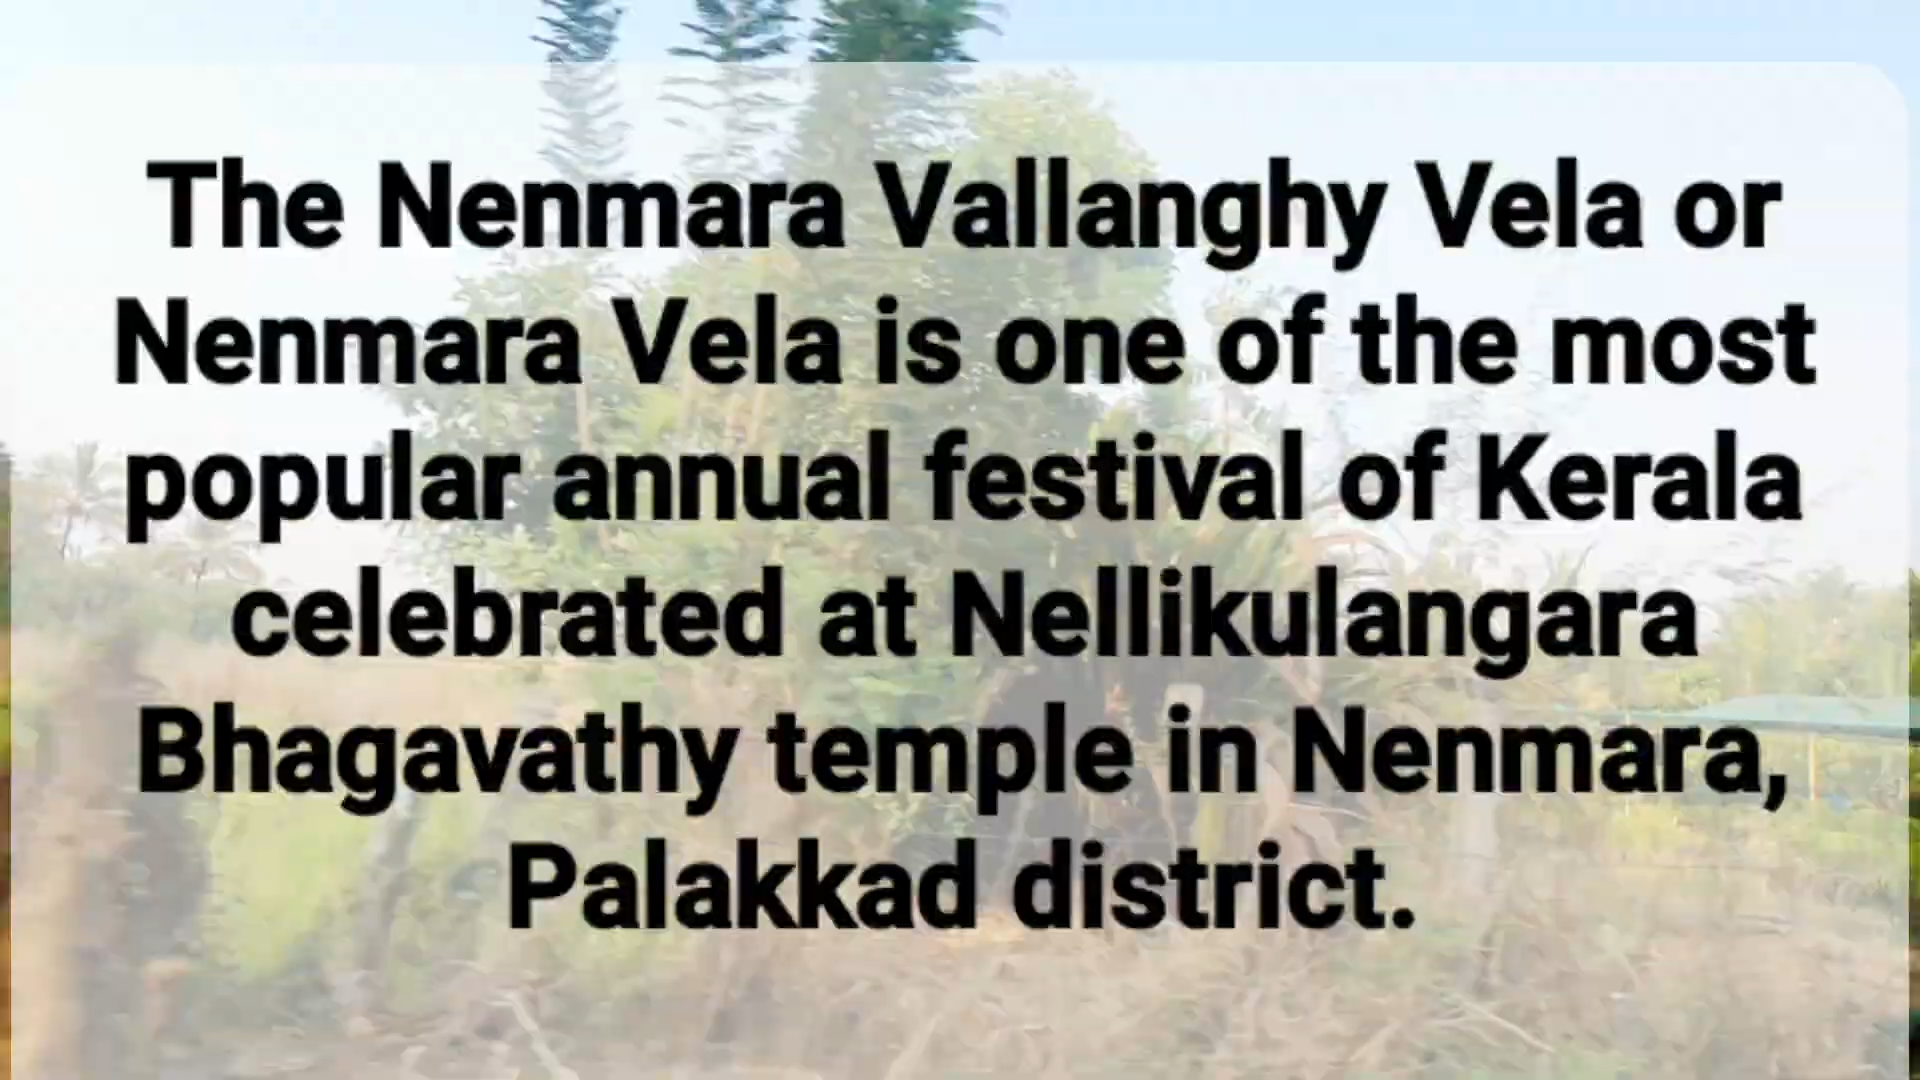 The Nenmara Vallanghy Vela or
Nenmara Vela is one of the most
popular annual festival of Kerala
celebrated at Nellikulangara
Bhagavathy temple in Nenmara,
Palakkad district.